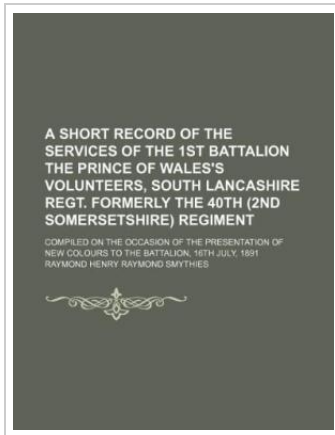 A SHORT RECORD OF THE
SERVICES OF THE 1ST BATTALION
THE PRINCE OF WALES'S
VOLUNTEERS, SOUTH LANCASHIRE
REGT. FORMERLY THE 40TH (2ND
SOMERSETSHIRE) REGIMENT
COMPILED ON THE OCCASION OF THE PRESENTATION OF
NEW COLOURS TO THE BATTALION, 16TH JULY, 1891
RAYMOND HENRY RAYMOND SMYTHIES